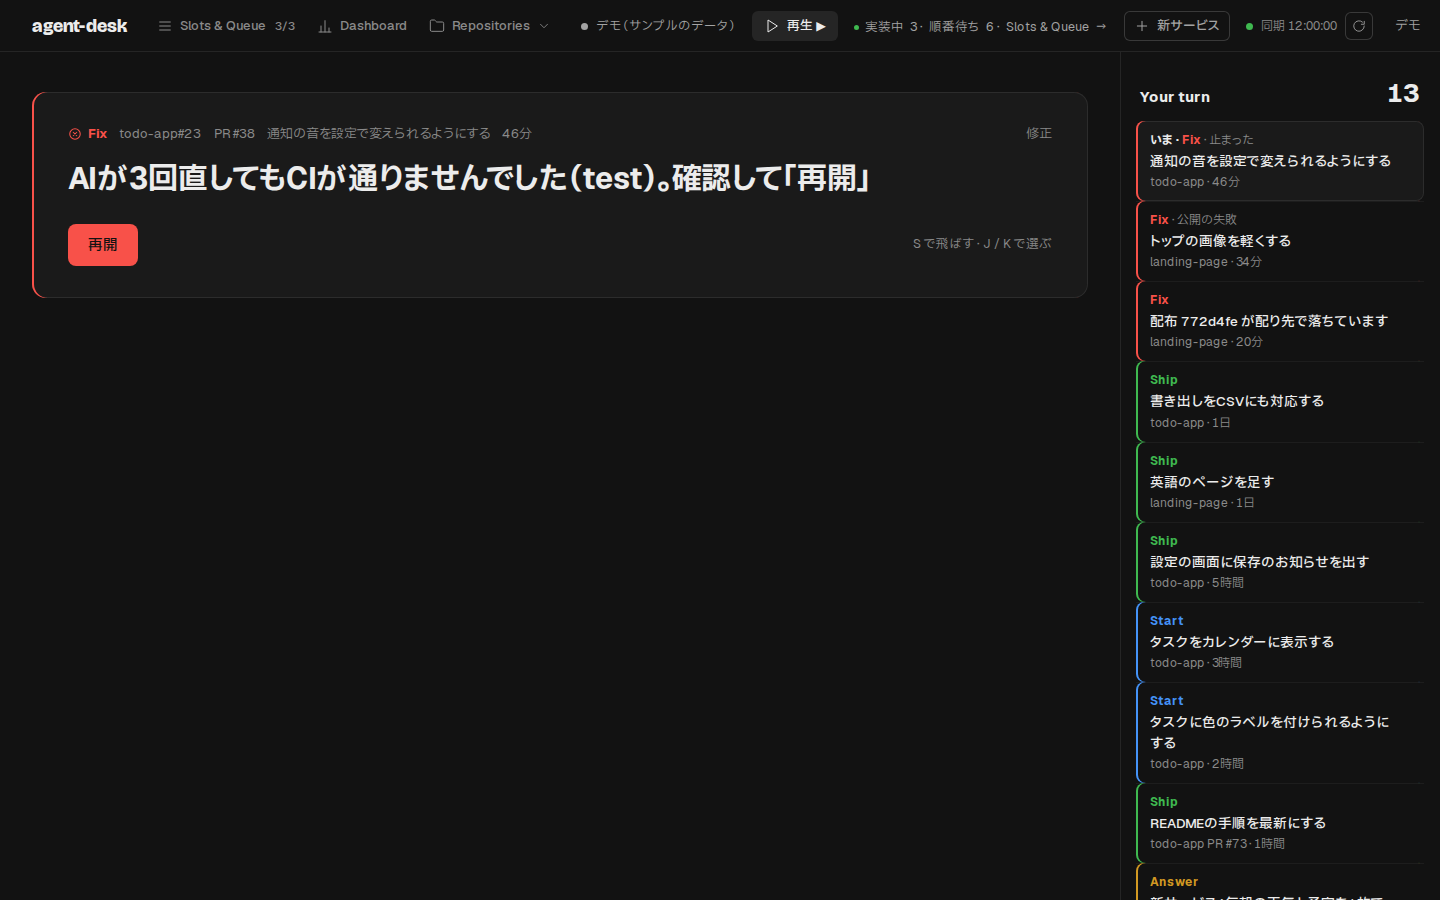 agent-desk
Slots & Queue 3/3
Dashboard
Repositories
デモ（サンプルのデータ）
再生 ▶
実装中 3 · 順番待ち 6 · Slots & Queue →
新サービス
同期 12:00:00
デモ
Fix todo-app#23 PR #38 通知の音を設定で変えられるようにする 46分
修正
AIが3回直してもCIが通りませんでした（test）。確認して「再開」
再開
S で飛ばす · J / K で選ぶ
Your turn
13
いま · Fix · 止まった
通知の音を設定で変えられるようにする
todo-app · 46分
Fix · 公開の失敗
トップの画像を軽くする
landing-page · 34分
Fix
配布 772d4fe が配り先で落ちています
landing-page · 20分
Ship
書き出しをCSVにも対応する
todo-app · 1日
Ship
英語のページを足す
landing-page · 1日
Ship
設定の画面に保存のお知らせを出す
todo-app · 5時間
Start
タスクをカレンダーに表示する
todo-app · 3時間
Start
タスクに色のラベルを付けられるように
する
todo-app · 2時間
Ship
READMEの手順を最新にする
todo-app PR #73 · 1時間
Answer